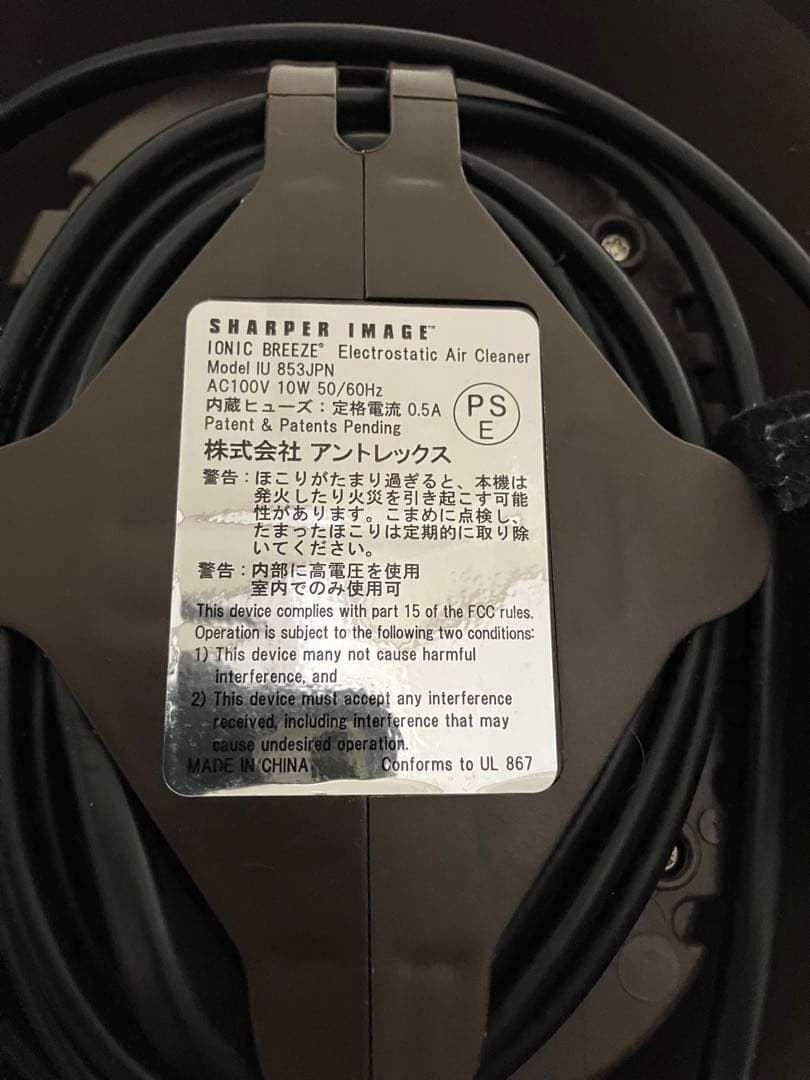 SHARPER IMAGE™
IONIC BREEZE® Electrostatic Air Cleaner
Model IU 853JPN
AC100V 10W 50/60Hz
内蔵ヒューズ：定格電流 0.5A
PS
E
Patent & Patents Pending
株式会社 アントレックス
警告：ほこりがたまり過ぎると、本機は
発火したり火災を引き起こす可能
性があります。こまめに点検し、
たまったほこりは定期的に取り除
いてください。
警告：内部に高電圧を使用
室内でのみ使用可
This device complies with part 15 of the FCC rules.
Operation is subject to the following two conditions:
1) This device many not cause harmful
interference, and
2) This device must accept any interference
received, including interference that may
cause undesired operation.
MADE IN CHINA Conforms to UL 867